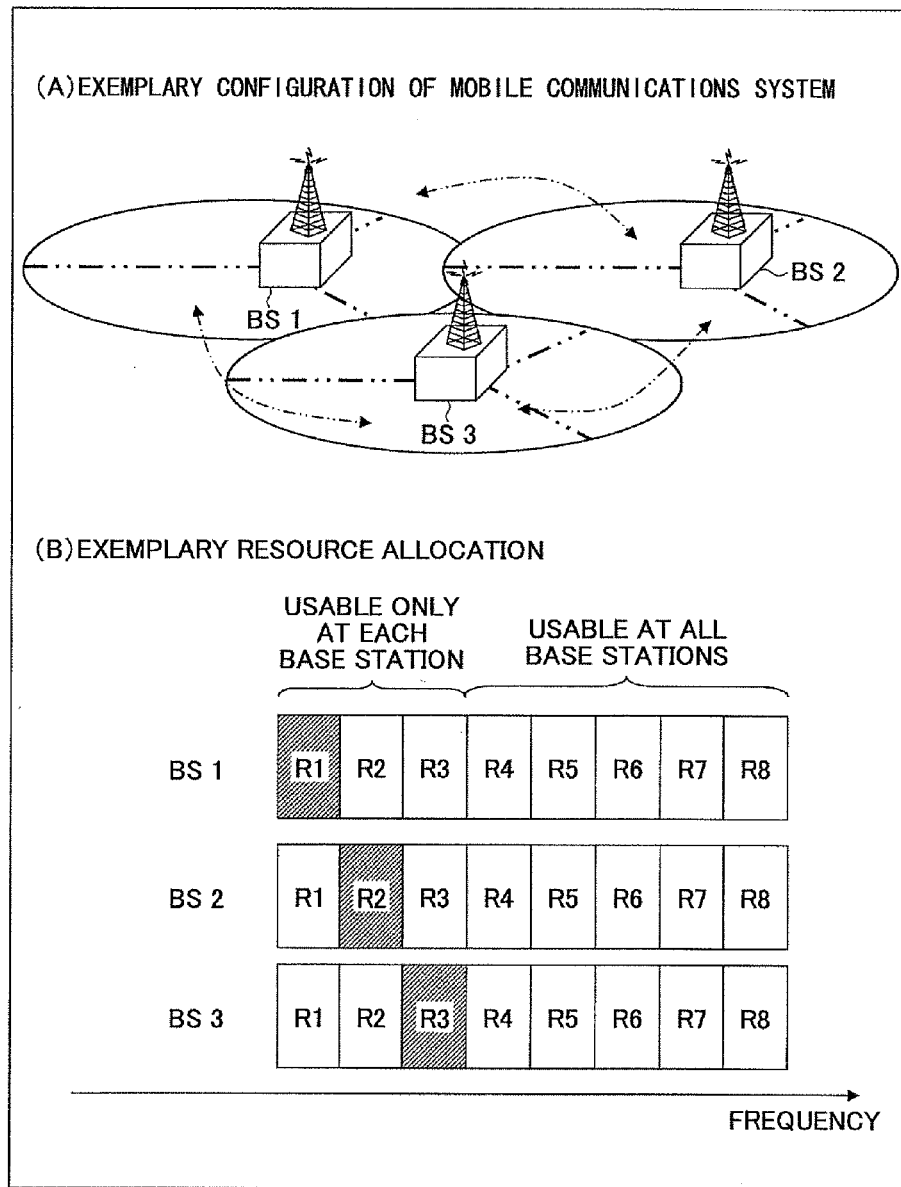 (A)EXEMPLARY CONFIGURATION OF MOBILE COMMUNICATIONS SYSTEM
BS 1
BS 2
BS 3
(B)EXEMPLARY RESOURCE ALLOCATION
USABLE ONLY
AT EACH
BASE STATION
USABLE AT ALL
BASE STATIONS
BS 1 R1 R2 R3 R4 R5 R6 R7 R8
BS 2 R1 R2 R3 R4 R5 R6 R7 R8
BS 3 R1 R2 R3 R4 R5 R6 R7 R8
FREQUENCY